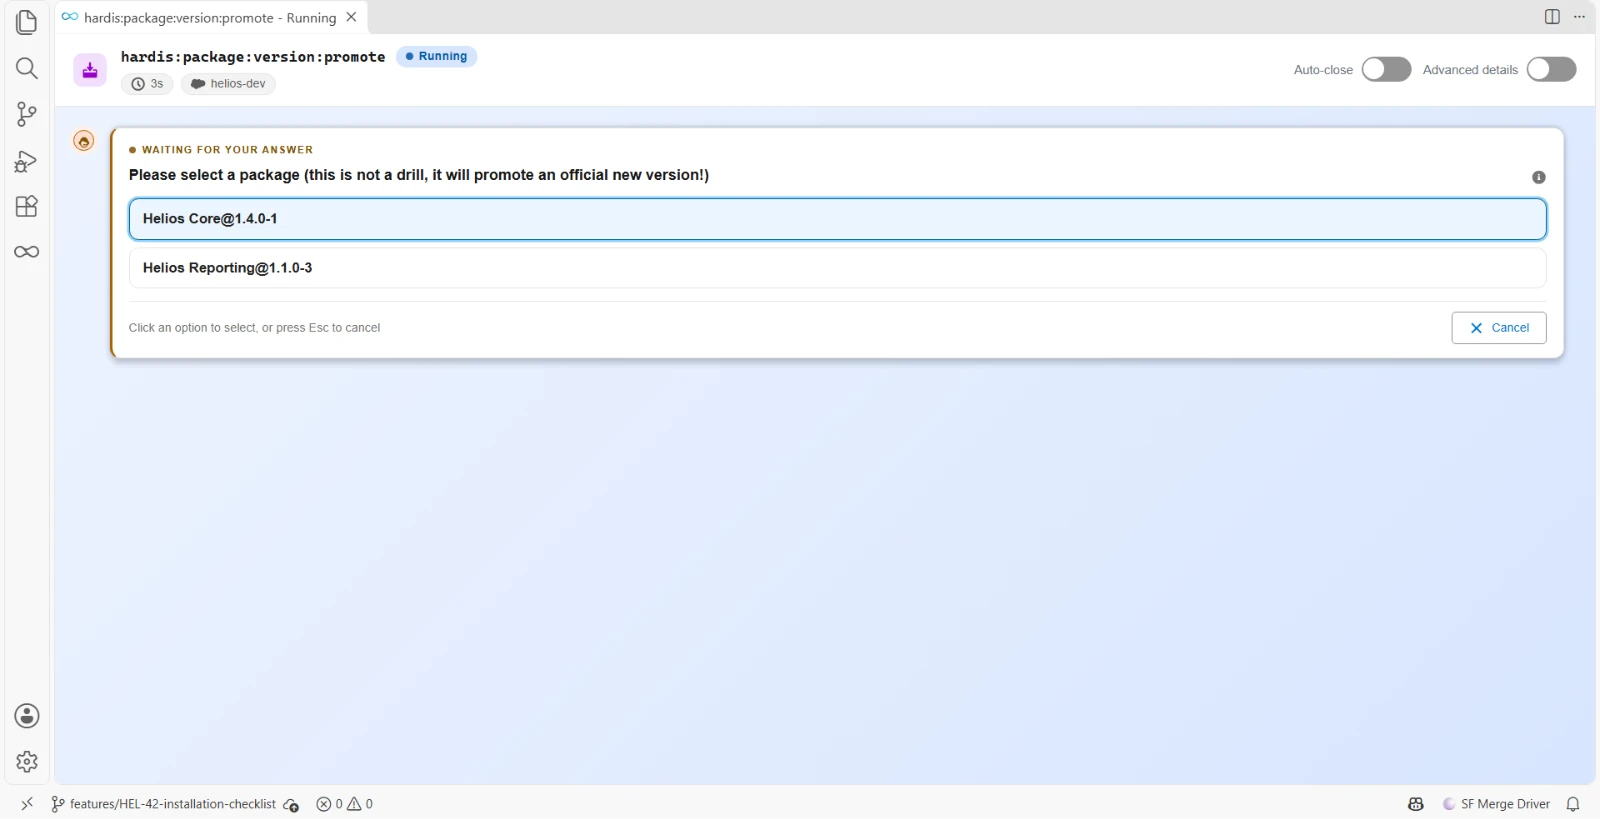 hardis:package:version:promote - Running
hardis:package:version:promote
Running
3s
helios-dev
Auto-close
Advanced details
WAITING FOR YOUR ANSWER
Please select a package (this is not a drill, it will promote an official new version!)
Helios Core@1.4.0-1
Helios Reporting@1.1.0-3
Click an option to select, or press Esc to cancel
Cancel
features/HEL-42-installation-checklist
0
0
SF Merge Driver